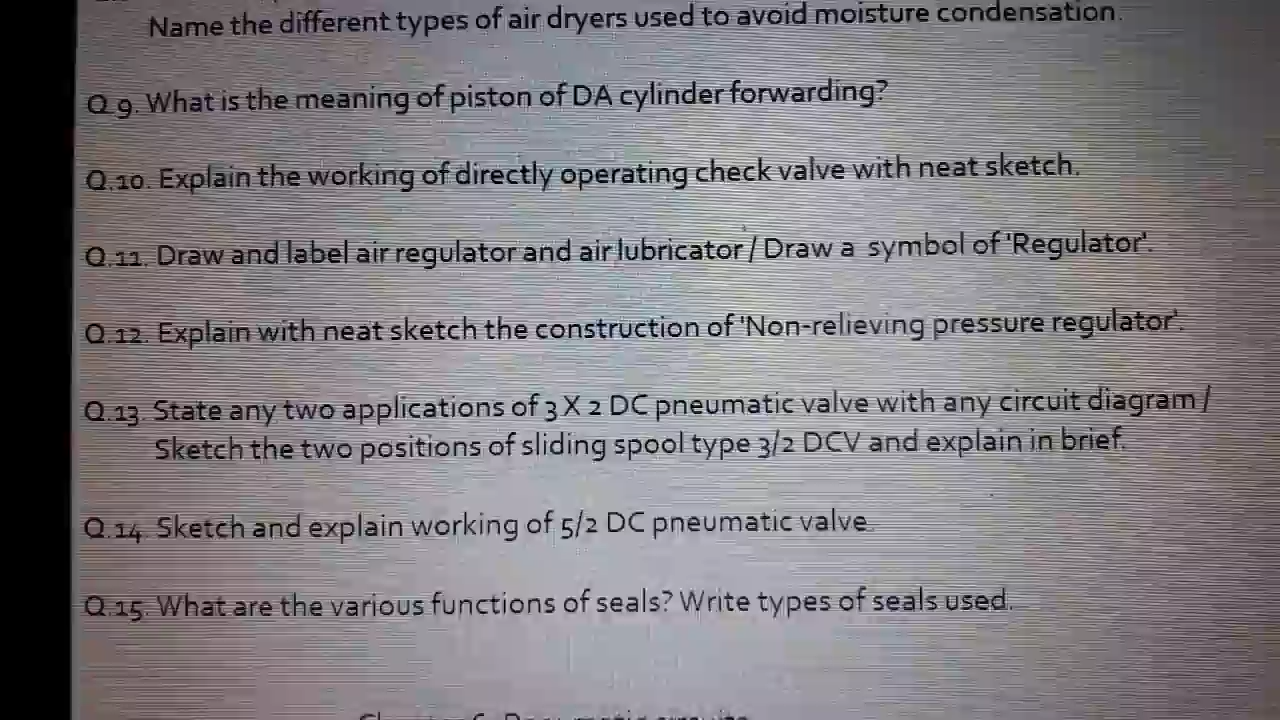 Name the different types of air dryers used to avoid moisture condensation.
Q 9. What is the meaning of piston of DA cylinder forwarding?
Q.10. Explain the working of directly operating check valve with neat sketch.
Q.11. Draw and label air regulator and air lubricator / Draw a symbol of 'Regulator'.
Q.12. Explain with neat sketch the construction of 'Non-relieving pressure regulator'.
Q.13. State any two applications of 3 X 2 DC pneumatic valve with any circuit diagram /
Sketch the two positions of sliding spool type 3/2 DCV and explain in brief.
Q.14. Sketch and explain working of 5/2 DC pneumatic valve.
Q.15. What are the various functions of seals? Write types of seals used.